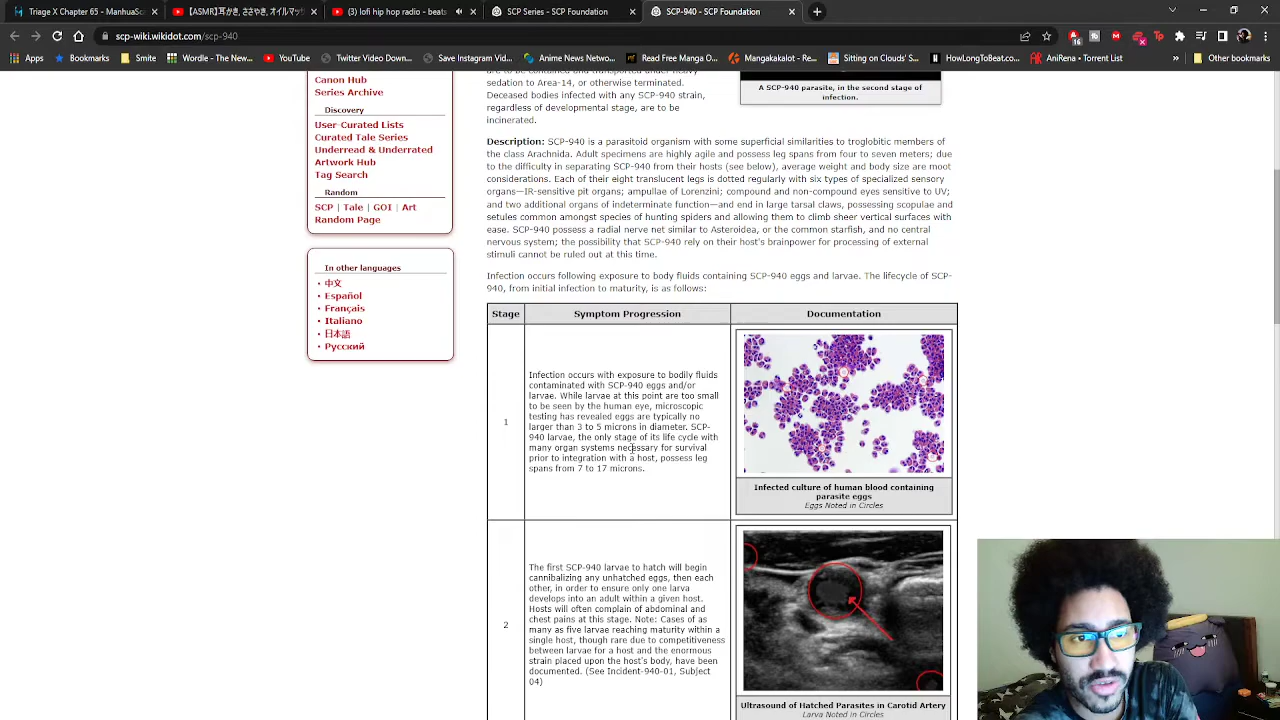 Triage X Chapter 65 - ManhuaSc
【ASMR】耳かき、ささやき、オイルマッ
(3) lofi hip hop radio - beat
SCP Series - SCP Foundation
SCP-940 - SCP Foundation
scp-wiki.wikidot.com/scp-940
16
Apps
Bookmarks
Smite
Wordle - The New...
YouTube
Twitter Video Down...
Save Instagram Vid...
Anime News Networ...
Read Free Manga O...
Mangakakalot - Re...
Sitting on Clouds' S...
HowLongToBeat.co...
AniRena - Torrent List
»
Other bookmarks
Canon Hub
Series Archive
Discovery
User-Curated Lists
Curated Tale Series
Underread & Underrated
Artwork Hub
Tag Search
Random
SCP | Tale | GOI | Art
Random Page
In other languages
中文
Español
Français
Italiano
日本語
Русский
are to be contained and transported under heavy
sedation to Area-14, or otherwise terminated.
Deceased bodies infected with any SCP-940 strain,
regardless of developmental stage, are to be
incinerated.
A SCP-940 parasite, in the second stage of
infection.
Description: SCP-940 is a parasitoid organism with some superficial similarities to troglobitic members of
the class Arachnida. Adult specimens are highly agile and possess leg spans from four to seven meters; due
to the difficulty in separating SCP-940 from their hosts (see below), average weight and body size are moot
considerations. Each of their eight translucent legs is dotted regularly with six types of specialized sensory
organs—IR-sensitive pit organs; ampullae of Lorenzini; compound and non-compound eyes sensitive to UV;
and two additional organs of indeterminate function—and end in large tarsal claws, possessing scopulae and
setules common amongst species of hunting spiders and allowing them to climb sheer vertical surfaces with
ease. SCP-940 possess a radial nerve net similar to Asteroidea, or the common starfish, and no central
nervous system; the possibility that SCP-940 rely on their host's brainpower for processing of external
stimuli cannot be ruled out at this time.
Infection occurs following exposure to body fluids containing SCP-940 eggs and larvae. The lifecycle of SCP-
940, from initial infection to maturity, is as follows:
Stage
Symptom Progression
Documentation
1
Infection occurs with exposure to bodily fluids
contaminated with SCP-940 eggs and/or
larvae. While larvae at this point are too small
to be seen by the human eye, microscopic
testing has revealed eggs are typically no
larger than 3 to 5 microns in diameter. SCP-
940 larvae, the only stage of its life cycle with
many organ systems necessary for survival
prior to integration with a host, possess leg
spans from 7 to 17 microns.
Infected culture of human blood containing
parasite eggs
Eggs Noted in Circles
2
The first SCP-940 larvae to hatch will begin
cannibalizing any unhatched eggs, then each
other, in order to ensure only one larva
develops into an adult within a given host.
Hosts will often complain of abdominal and
chest pains at this stage. Note: Cases of as
many as five larvae reaching maturity within a
single host, though rare due to competitiveness
between larvae for a host and the enormous
strain placed upon the host's body, have been
documented. (See Incident-940-01, Subject
04)
Ultrasound of Hatched Parasites in Carotid Artery
Larva Noted in Circles